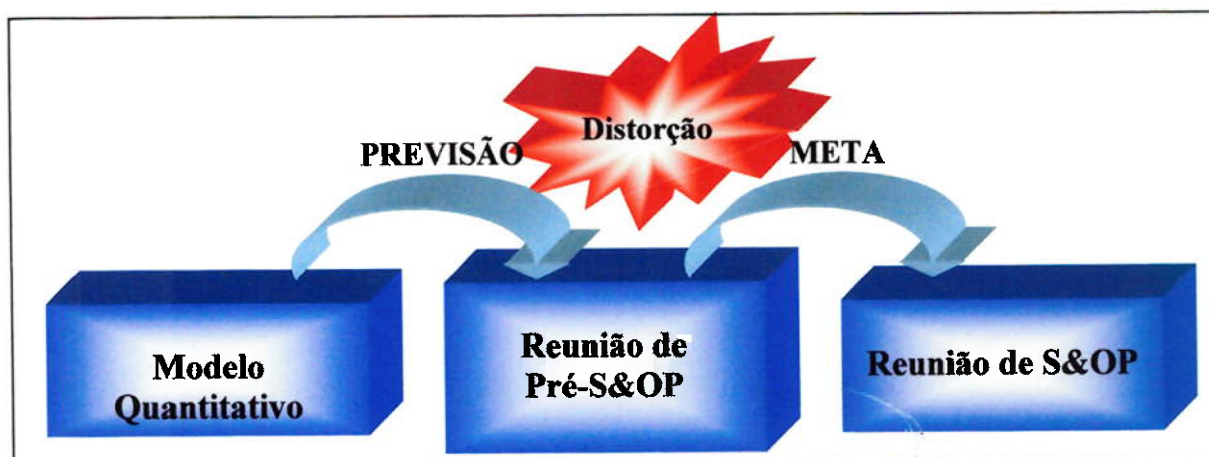 Distorção
PREVISÃO
META
Modelo
Quantitativo
Reunião de
Pré-S&OP
Reunião de S&OP